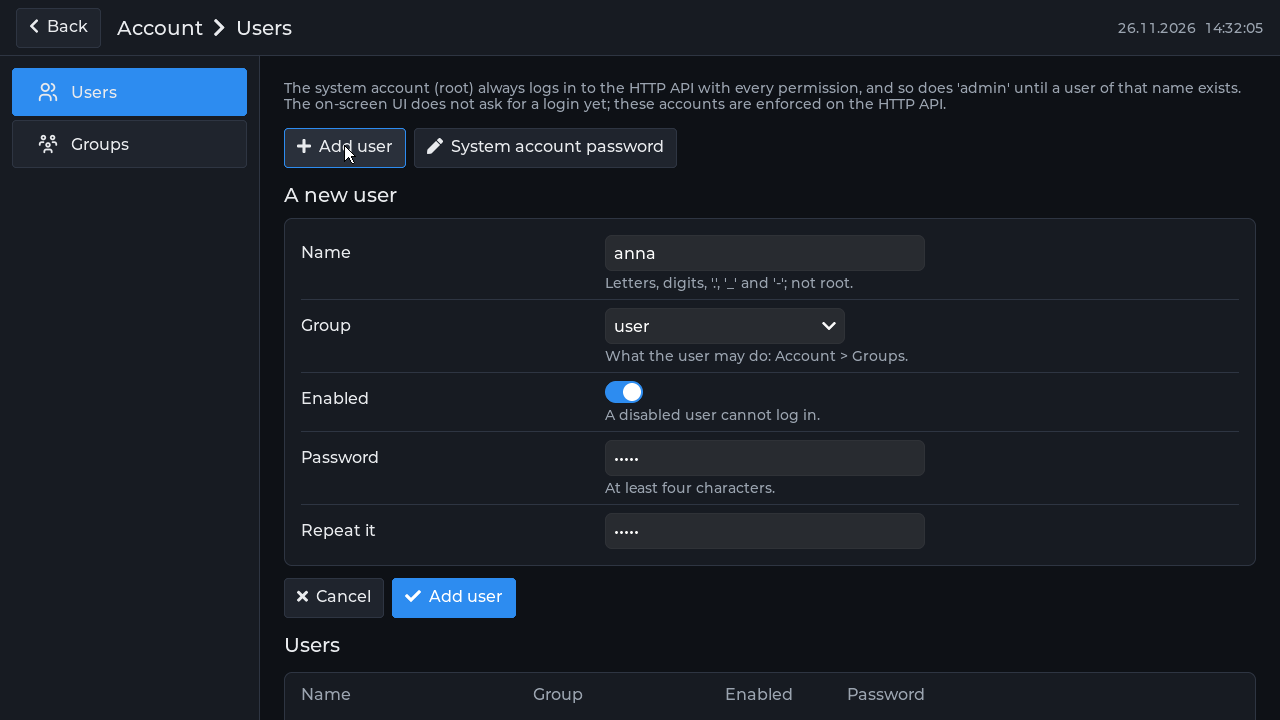 Back
Account > Users
26.11.2026 14:32:05
Users
Groups
The system account (root) always logs in to the HTTP API with every permission, and so does 'admin' until a user of that name exists.
The on-screen UI does not ask for a login yet; these accounts are enforced on the HTTP API.
Add user
System account password
A new user
Name
anna
Letters, digits, '.', '_' and '-'; not root.
Group
user
What the user may do: Account > Groups.
Enabled
A disabled user cannot log in.
Password
•••••
At least four characters.
Repeat it
•••••
Cancel
Add user
Users
Name Group Enabled Password